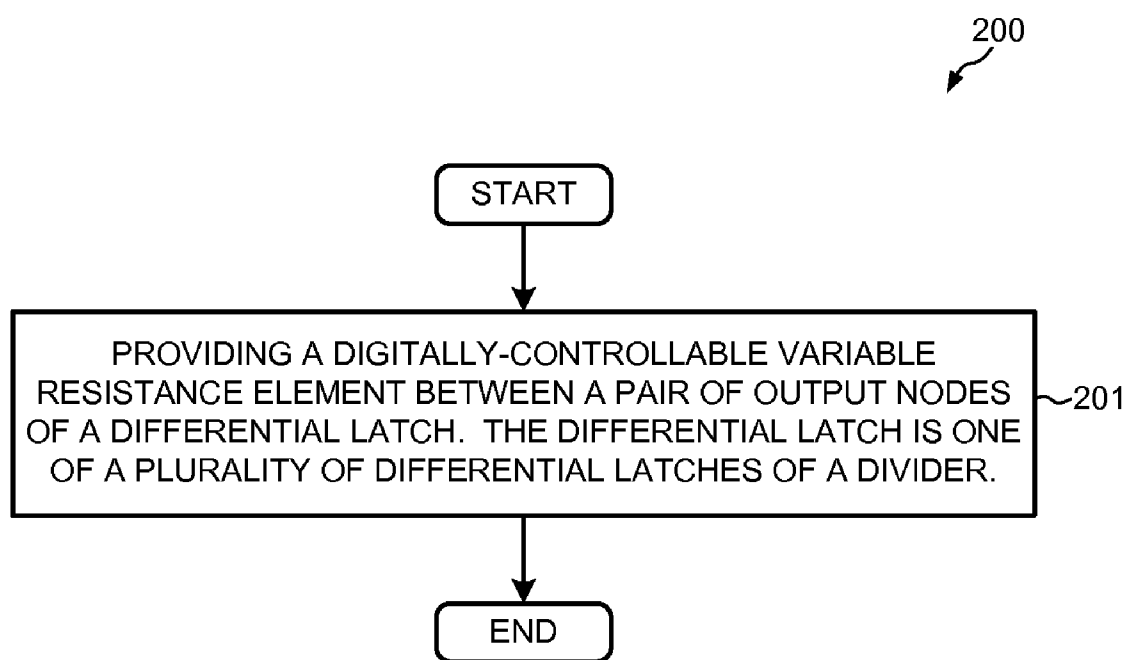 200
START
PROVIDING A DIGITALLY-CONTROLLABLE VARIABLE
RESISTANCE ELEMENT BETWEEN A PAIR OF OUTPUT NODES
OF A DIFFERENTIAL LATCH. THE DIFFERENTIAL LATCH IS ONE
OF A PLURALITY OF DIFFERENTIAL LATCHES OF A DIVIDER.
201
END